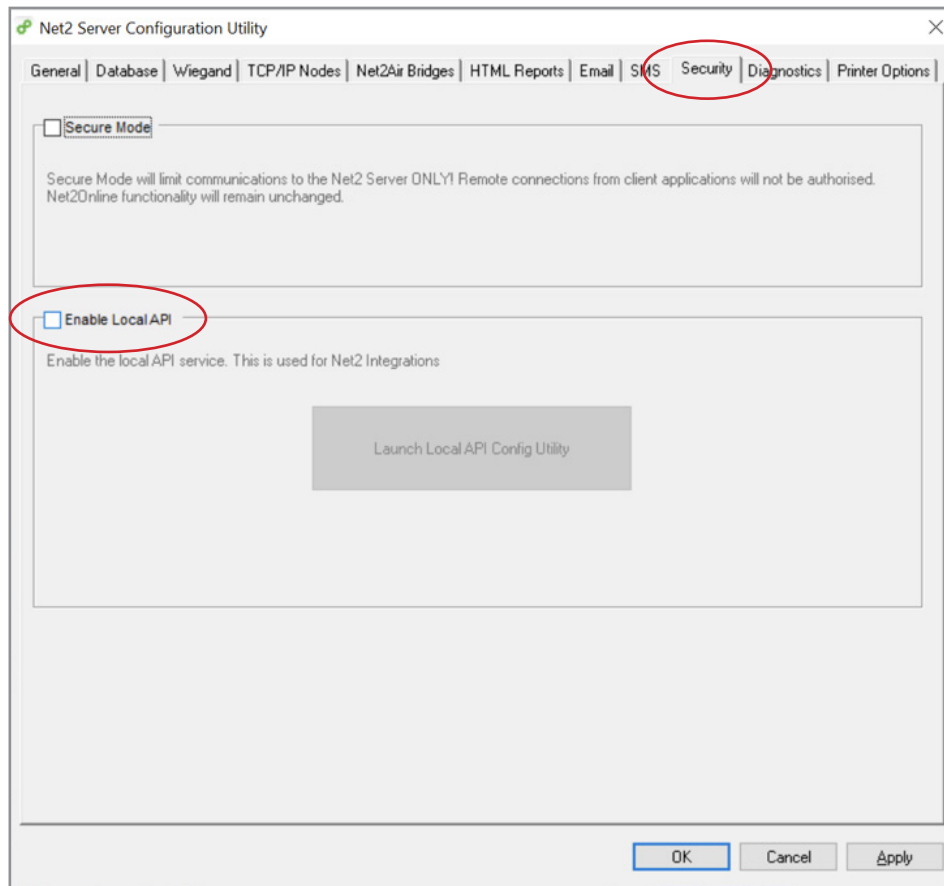 Net2 Server Configuration Utility
General Database Wiegand TCP/IP Nodes Net2Air Bridges HTML Reports Email SMS Security Diagnostics Printer Options
Secure Mode
Secure Mode will limit communications to the Net2 Server ONLY! Remote connections from client applications will not be authorised.
Net2Online functionality will remain unchanged.
Enable Local API
Enable the local API service. This is used for Net2 Integrations
Launch Local API Config Utility
OK Cancel Apply